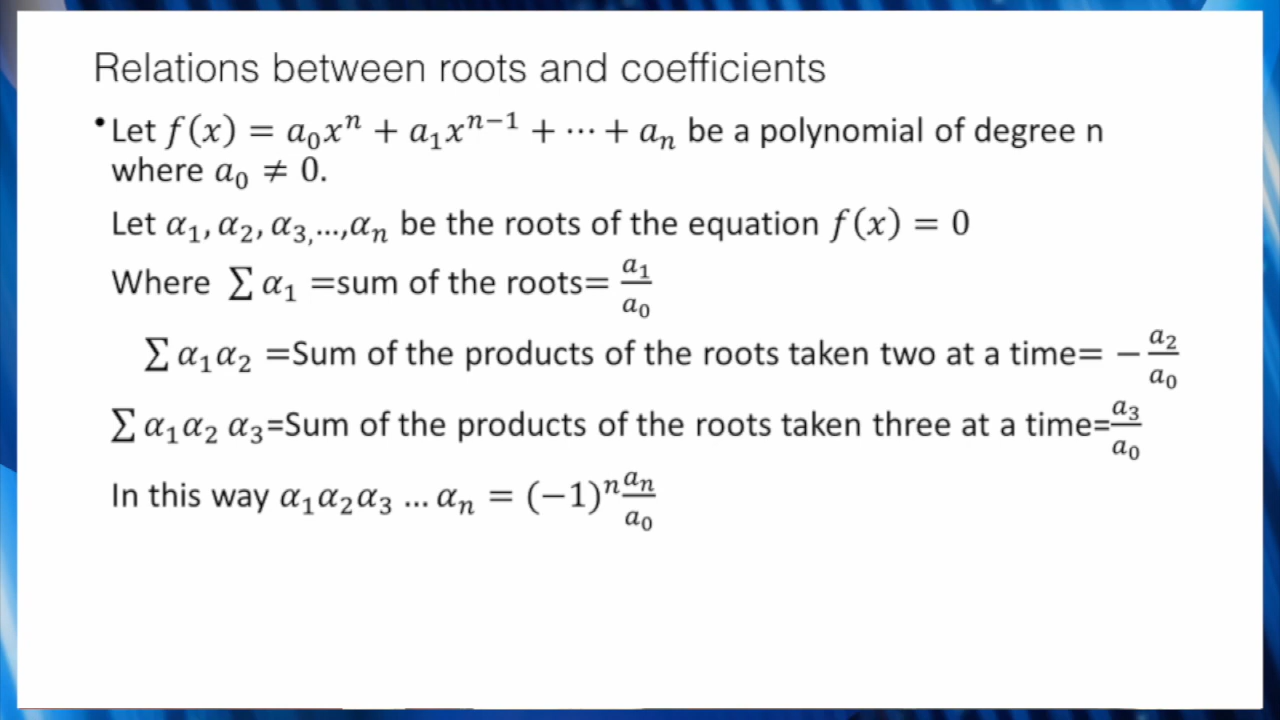 Relations between roots and coefficients
• Let f(x) = a₀xⁿ + a₁xⁿ⁻¹ + ⋯ + aₙ be a polynomial of degree n
where a₀ ≠ 0.
Let α₁, α₂, α₃,…,αₙ be the roots of the equation f(x) = 0
Where ∑ α₁ =sum of the roots= a₁/a₀
∑ α₁α₂ =Sum of the products of the roots taken two at a time= −a₂/a₀
∑ α₁α₂ α₃=Sum of the products of the roots taken three at a time=a₃/a₀
In this way α₁α₂α₃ … αₙ = (−1)ⁿaₙ/a₀